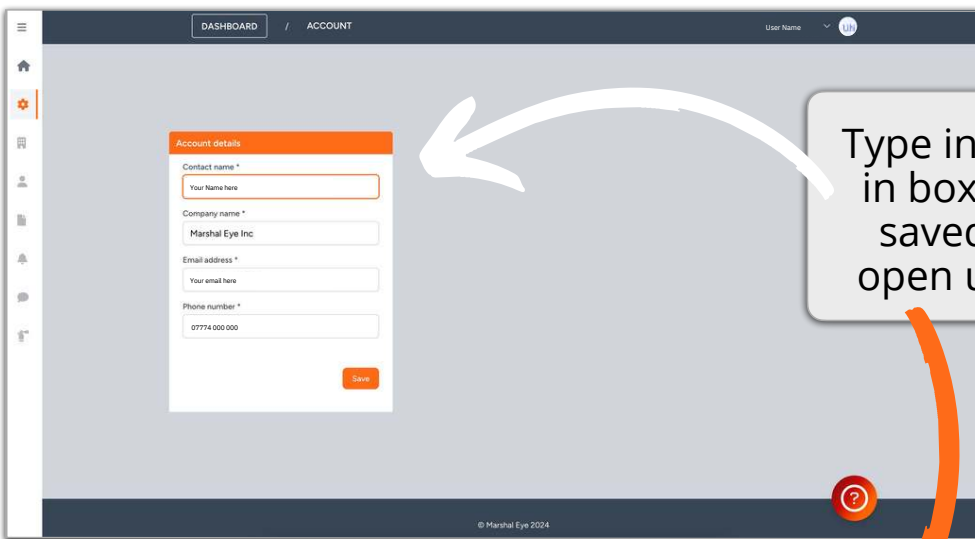 DASHBOARD / ACCOUNT
User Name
UN
Account details
Contact name *
Your Name here
Company name *
Marshal Eye Inc
Email address *
Your email here
Phone number *
07774 000 000
Save
Type in
in box
saved
open u
?
© Marshal Eye 2024